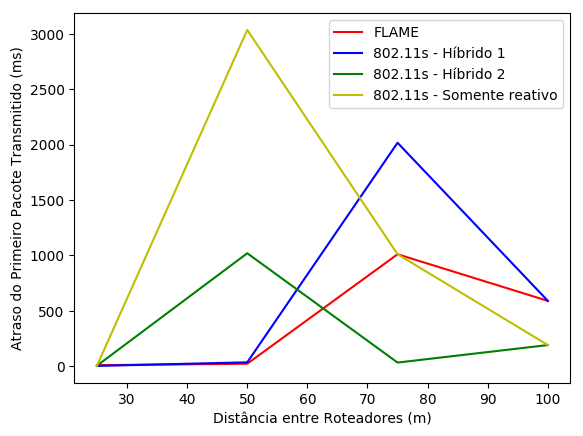 Atraso do Primeiro Pacote Transmitido (ms)
3000
2500
2000
1500
1000
500
0
FLAME
802.11s - Híbrido 1
802.11s - Híbrido 2
802.11s - Somente reativo
30 40 50 60 70 80 90 100
Distância entre Roteadores (m)